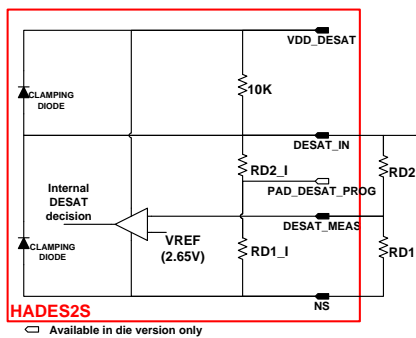 VDD_DESAT
CLAMPING
DIODE
10K
DESAT_IN
RD2_I
RD2
PAD_DESAT_PROG
Internal
DESAT
decision
DESAT_MEAS
VREF
(2.65V)
RD1_I
RD1
CLAMPING
DIODE
HADES2S
NS
Available in die version only